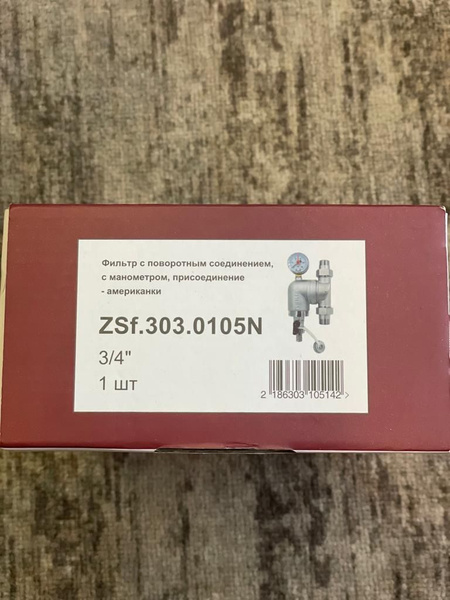 Фильтр с поворотным соединением,
с манометром, присоединение
- американки
ZSf.303.0105N
3/4"
1 шт
2 186303 105142 >